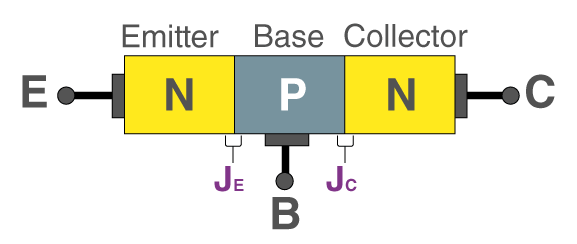 Emitter Base Collector
E N P N C
JE JC
B